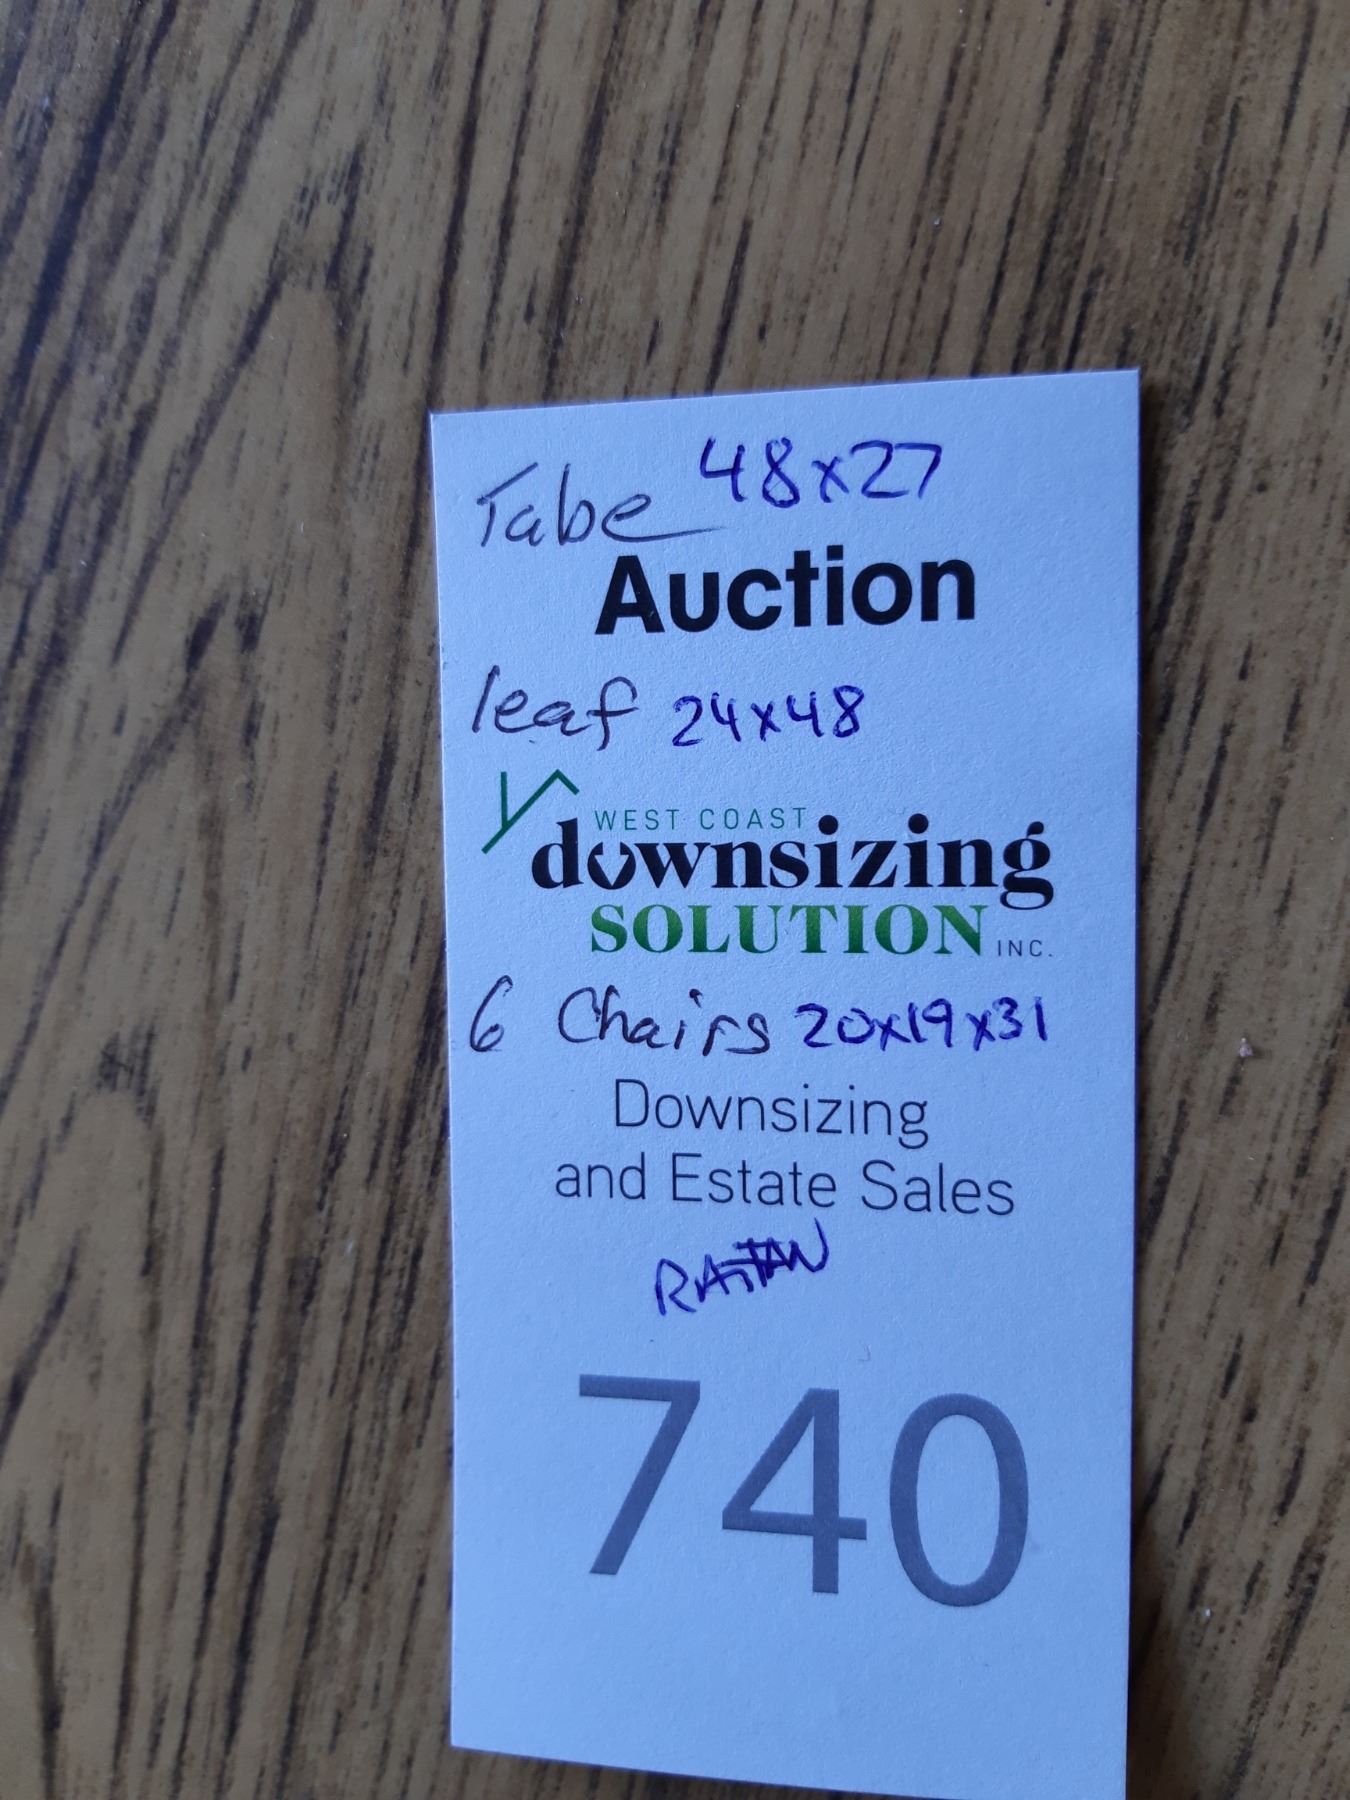 Tabe 48x27
Auction
leaf 24x48
WEST COAST
downsizing
SOLUTION INC.
6 Chairs 20x19x31
Downsizing
and Estate Sales
RATTAN
740